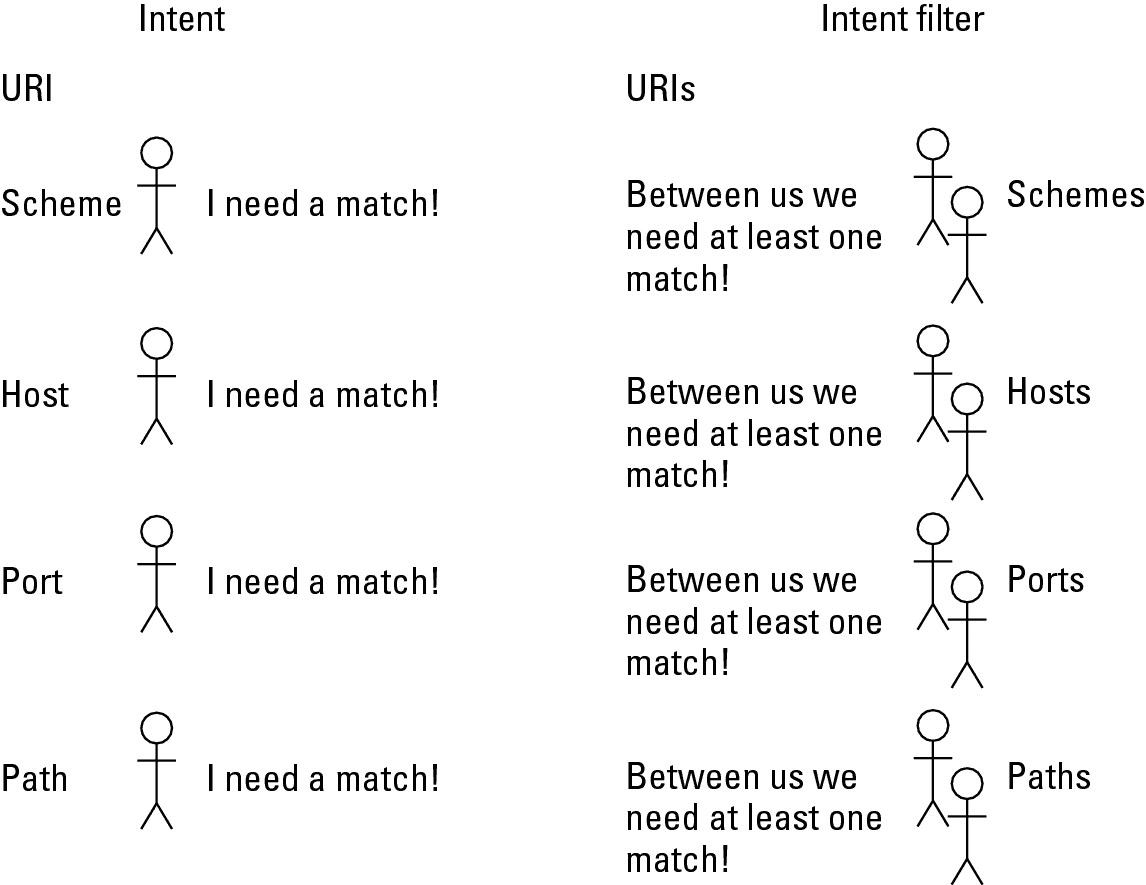 Intent
Intent filter
URI
URIs
Scheme
I need a match!
Between us we
need at least one
match!
Schemes
Host
I need a match!
Between us we
need at least one
match!
Hosts
Port
I need a match!
Between us we
need at least one
match!
Ports
Path
I need a match!
Between us we
need at least one
match!
Paths